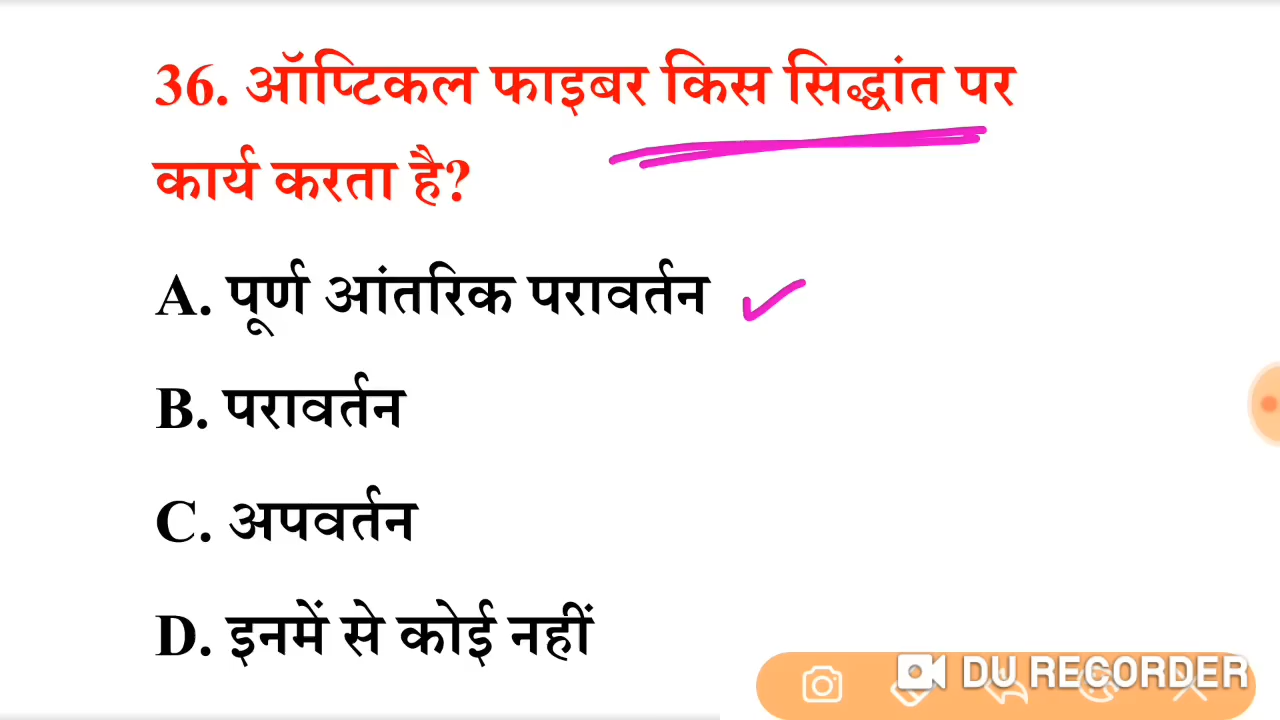 36. ऑप्टिकल फाइबर किस सिद्धांत पर
कार्य करता है?
A. पूर्ण आंतरिक परावर्तन
B. परावर्तन
C. अपवर्तन
D. इनमें से कोई नहीं
DU RECORDER